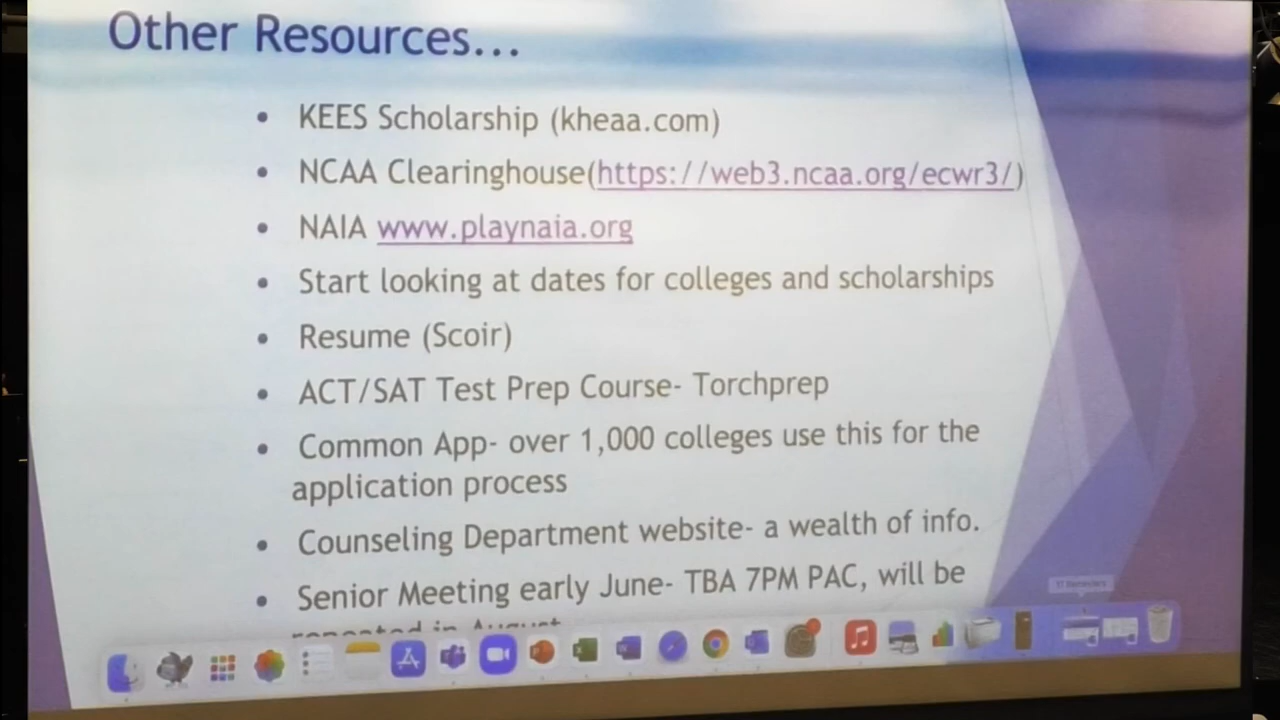 Other Resources...
• KEES Scholarship (kheaa.com)
• NCAA Clearinghouse(https://web3.ncaa.org/ecwr3/)
• NAIA www.playnaia.org
• Start looking at dates for colleges and scholarships
• Resume (Scoir)
• ACT/SAT Test Prep Course- Torchprep
• Common App- over 1,000 colleges use this for the
application process
• Counseling Department website- a wealth of info.
• Senior Meeting early June- TBA 7PM PAC, will be
repeated in August